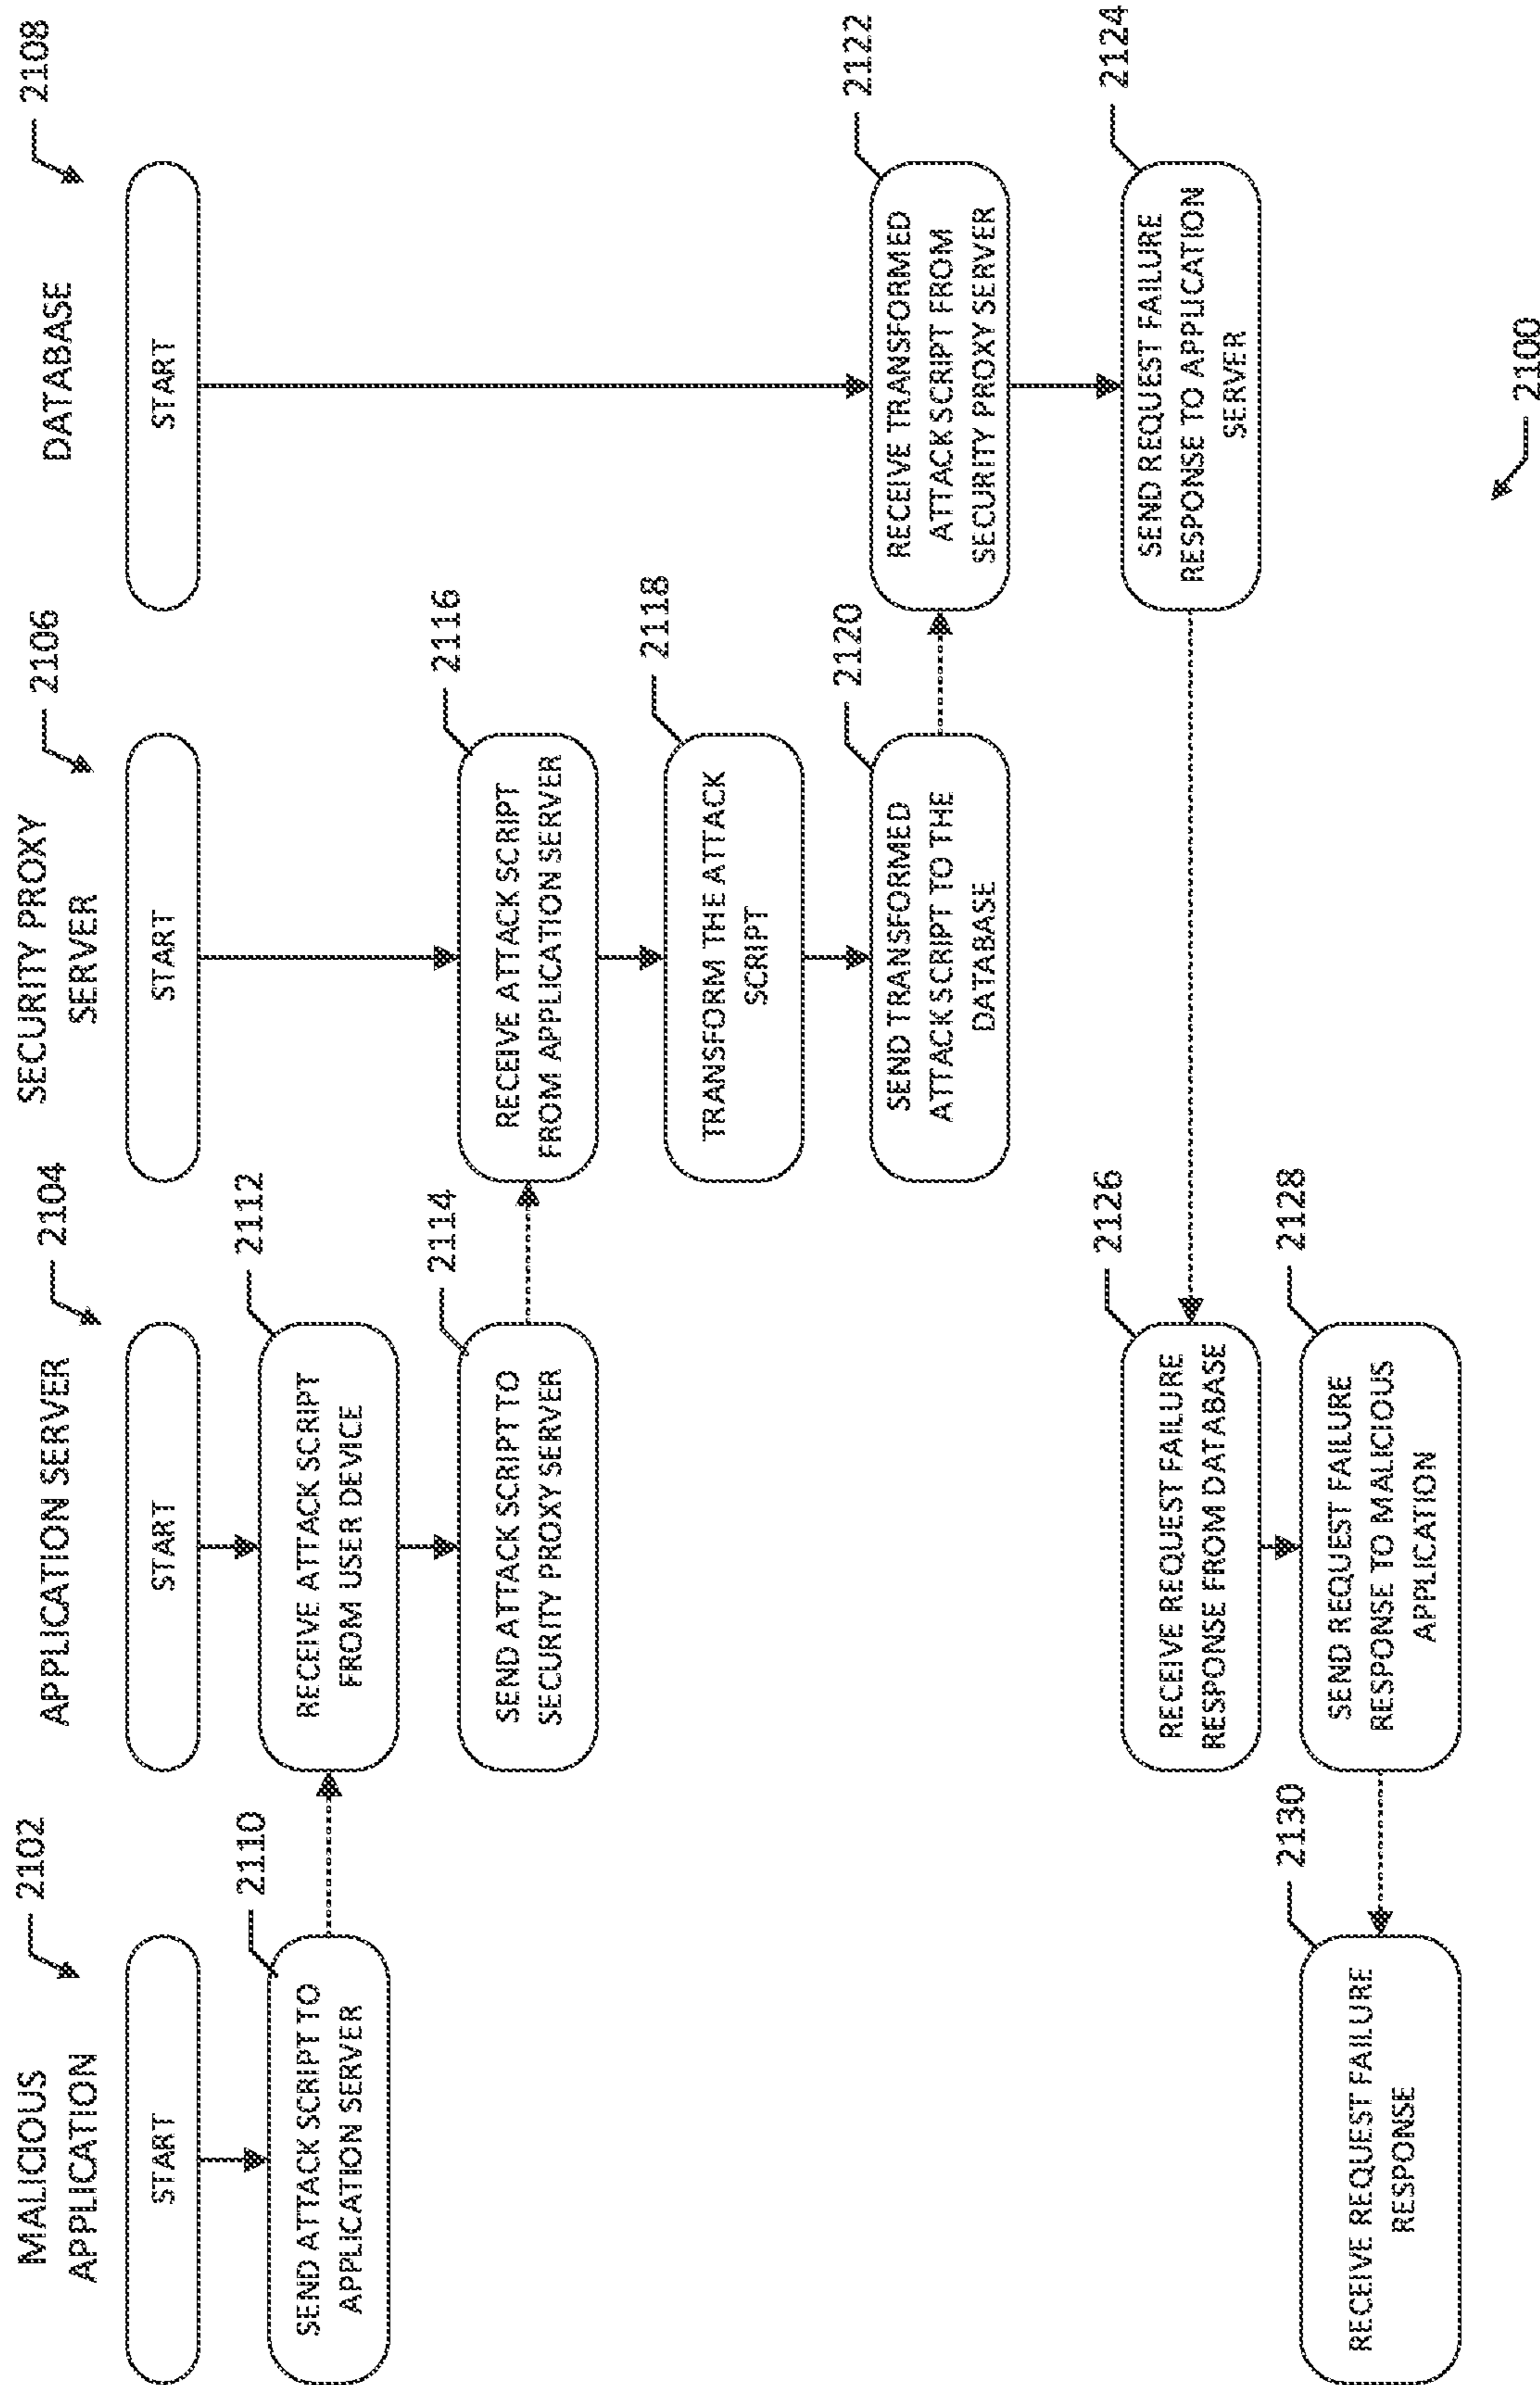 MALICIOUS
APPLICATION
2102
START
SEND ATTACK SCRIPT TO
APPLICATION SERVER
2110
RECEIVE REQUEST FAILURE
RESPONSE
2130
APPLICATION SERVER
2104
START
RECEIVE ATTACK SCRIPT
FROM USER DEVICE
2112
SEND ATTACK SCRIPT TO
SECURITY PROXY SERVER
2114
RECEIVE REQUEST FAILURE
RESPONSE FROM DATABASE
2126
SEND REQUEST FAILURE
RESPONSE TO MALICIOUS
APPLICATION
2128
SECURITY PROXY
SERVER
2106
START
RECEIVE ATTACK SCRIPT
FROM APPLICATION SERVER
2116
TRANSFORM THE ATTACK
SCRIPT
2118
SEND TRANSFORMED
ATTACK SCRIPT TO THE
DATABASE
2120
DATABASE
2108
START
RECEIVE TRANSFORMED
ATTACK SCRIPT FROM
SECURITY PROXY SERVER
2122
SEND REQUEST FAILURE
RESPONSE TO APPLICATION
SERVER
2124
2100